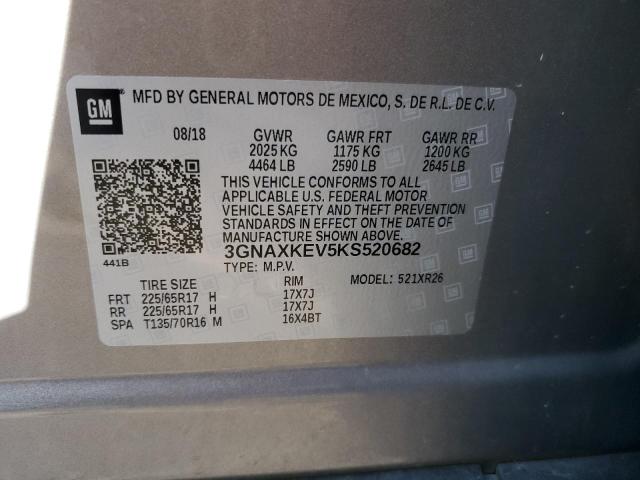 GM
MFD BY GENERAL MOTORS DE MEXICO, S. DE R.L. DE C.V.
08/18 GVWR GAWR FRT GAWR RR
2025 KG 1175 KG 1200 KG
4464 LB 2590 LB 2645 LB
THIS VEHICLE CONFORMS TO ALL
APPLICABLE U.S. FEDERAL MOTOR
VEHICLE SAFETY AND THEFT PREVENTION
STANDARDS IN EFFECT ON THE DATE OF
MANUFACTURE SHOWN ABOVE.
441B
3GNAXKEV5KS520682
TYPE: M.P.V. MODEL: 521XR26
TIRE SIZE RIM
FRT 225/65R17 H 17X7J
RR 225/65R17 H 17X7J
SPA T135/70R16 M 16X4BT